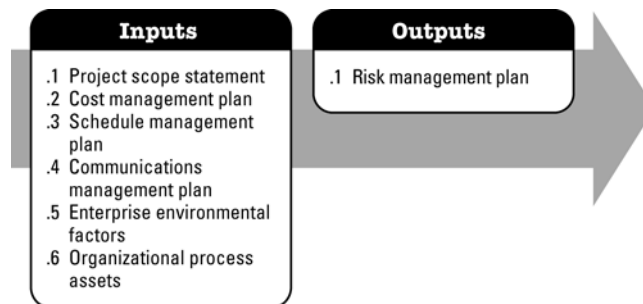 Inputs
.1 Project scope statement
.2 Cost management plan
.3 Schedule management
plan
.4 Communications
management plan
.5 Enterprise environmental
factors
.6 Organizational process
assets
Outputs
.1 Risk management plan